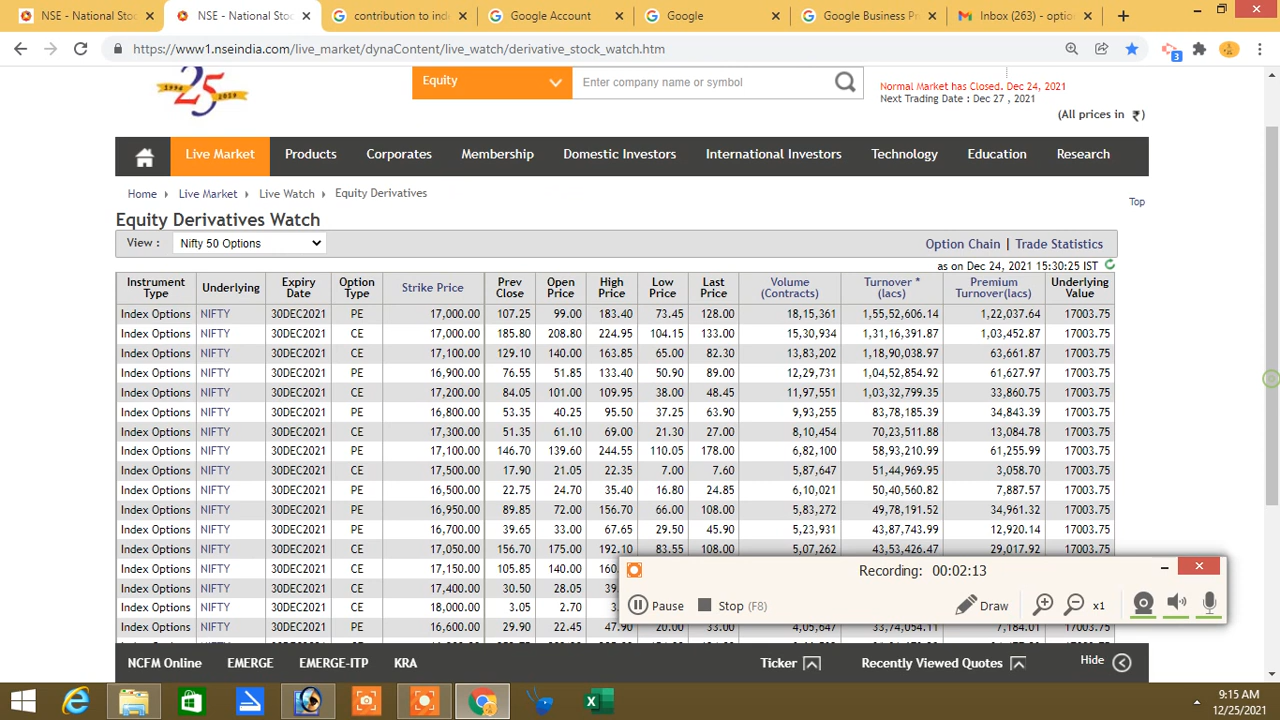 NSE - National Stoc
NSE - National Stoc
contribution to ind
Google Account
Google
Google Business Pr
Inbox (263) - optio
https://www1.nseindia.com/live_market/dynaContent/live_watch/derivative_stock_watch.htm
3
25
Equity
Enter company name or symbol
Normal Market has Closed. Dec 24, 2021
Next Trading Date : Dec 27 , 2021
(All prices in ₹)
Live Market Products Corporates Membership Domestic Investors International Investors Technology Education Research
Home Live Market Live Watch Equity Derivatives
Top
Equity Derivatives Watch
View : Nifty 50 Options Option Chain | Trade Statistics
as on Dec 24, 2021 15:30:25 IST
Instrument Type Underlying Expiry Date Option Type Strike Price Prev Close Open Price High Price Low Price Last Price Volume (Contracts) Turnover * (lacs) Premium Turnover(lacs) Underlying Value
Index Options NIFTY 30DEC2021 PE 17,000.00 107.25 99.00 183.40 73.45 128.00 18,15,361 1,55,52,606.14 1,22,037.64 17003.75
Index Options NIFTY 30DEC2021 CE 17,000.00 185.80 208.80 224.95 104.15 133.00 15,30,934 1,31,16,391.87 1,03,452.87 17003.75
Index Options NIFTY 30DEC2021 CE 17,100.00 129.10 140.00 163.85 65.00 82.30 13,83,202 1,18,90,038.97 63,661.87 17003.75
Index Options NIFTY 30DEC2021 PE 16,900.00 76.55 51.85 133.40 50.90 89.00 12,29,731 1,04,52,854.92 61,627.97 17003.75
Index Options NIFTY 30DEC2021 CE 17,200.00 84.05 101.00 109.95 38.00 48.45 11,97,551 1,03,32,799.35 33,860.75 17003.75
Index Options NIFTY 30DEC2021 PE 16,800.00 53.35 40.25 95.50 37.25 63.90 9,93,255 83,78,185.39 34,843.39 17003.75
Index Options NIFTY 30DEC2021 CE 17,300.00 51.35 61.10 69.00 21.30 27.00 8,10,454 70,23,511.88 13,084.78 17003.75
Index Options NIFTY 30DEC2021 PE 17,100.00 146.70 139.60 244.55 110.05 178.00 6,82,100 58,93,210.99 61,255.99 17003.75
Index Options NIFTY 30DEC2021 CE 17,500.00 17.90 21.05 22.35 7.00 7.60 5,87,647 51,44,969.95 3,058.70 17003.75
Index Options NIFTY 30DEC2021 PE 16,500.00 22.75 24.70 35.40 16.80 24.85 6,10,021 50,40,560.82 7,887.57 17003.75
Index Options NIFTY 30DEC2021 PE 16,950.00 89.85 72.00 156.70 66.00 108.00 5,83,272 49,78,191.52 34,961.32 17003.75
Index Options NIFTY 30DEC2021 PE 16,700.00 39.65 33.00 67.65 29.50 45.90 5,23,931 43,87,743.99 12,920.14 17003.75
Index Options NIFTY 30DEC2021 CE 17,050.00 156.70 175.00 192.10 83.55 108.00 5,07,262 43,53,426.47 29,017.92 17003.75
Index Options NIFTY 30DEC2021 CE 17,150.00 105.85 140.00
Index Options NIFTY 30DEC2021 CE 17,400.00 30.50 28.05
Index Options NIFTY 30DEC2021 CE 18,000.00 3.05 2.70
Index Options NIFTY 30DEC2021 PE 16,600.00 29.90 22.45 47.90 20.00 33.00 4,05,647 33,74,054.11 7,184.01 17003.75
Recording: 00:02:13
Pause Stop (F8) Draw x1
NCFM Online EMERGE EMERGE-ITP KRA Ticker Recently Viewed Quotes Hide
9:15 AM
12/25/2021